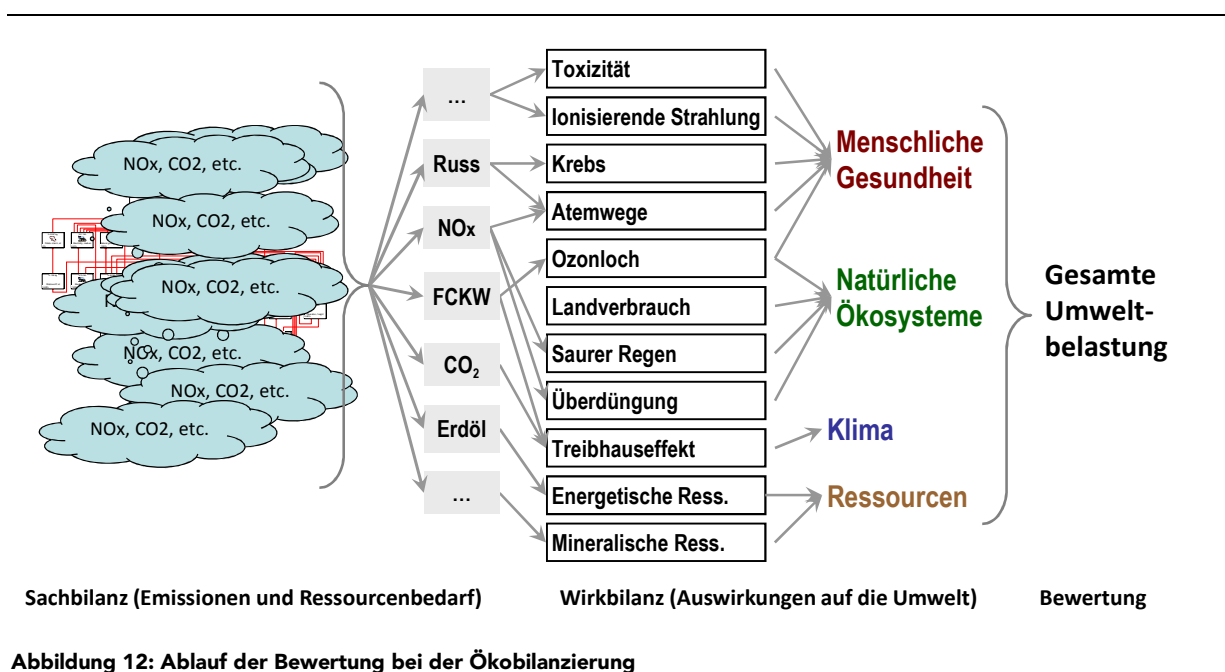 NOx, CO2, etc.
NOx, CO2, etc.
NOx, CO2, etc.
NOx, CO2, etc.
NOx, CO2, etc.
NOx, CO2, etc.
…
Russ
NOx
FCKW
CO₂
Erdöl
…
Toxizität
Ionisierende Strahlung
Krebs
Atemwege
Ozonloch
Landverbrauch
Saurer Regen
Überdüngung
Treibhauseffekt
Energetische Ress.
Mineralische Ress.
Menschliche
Gesundheit
Natürliche
Ökosysteme
Klima
Ressourcen
Gesamte
Umwelt-
belastung
Sachbilanz (Emissionen und Ressourcenbedarf)
Wirkbilanz (Auswirkungen auf die Umwelt)
Bewertung
Abbildung 12: Ablauf der Bewertung bei der Ökobilanzierung